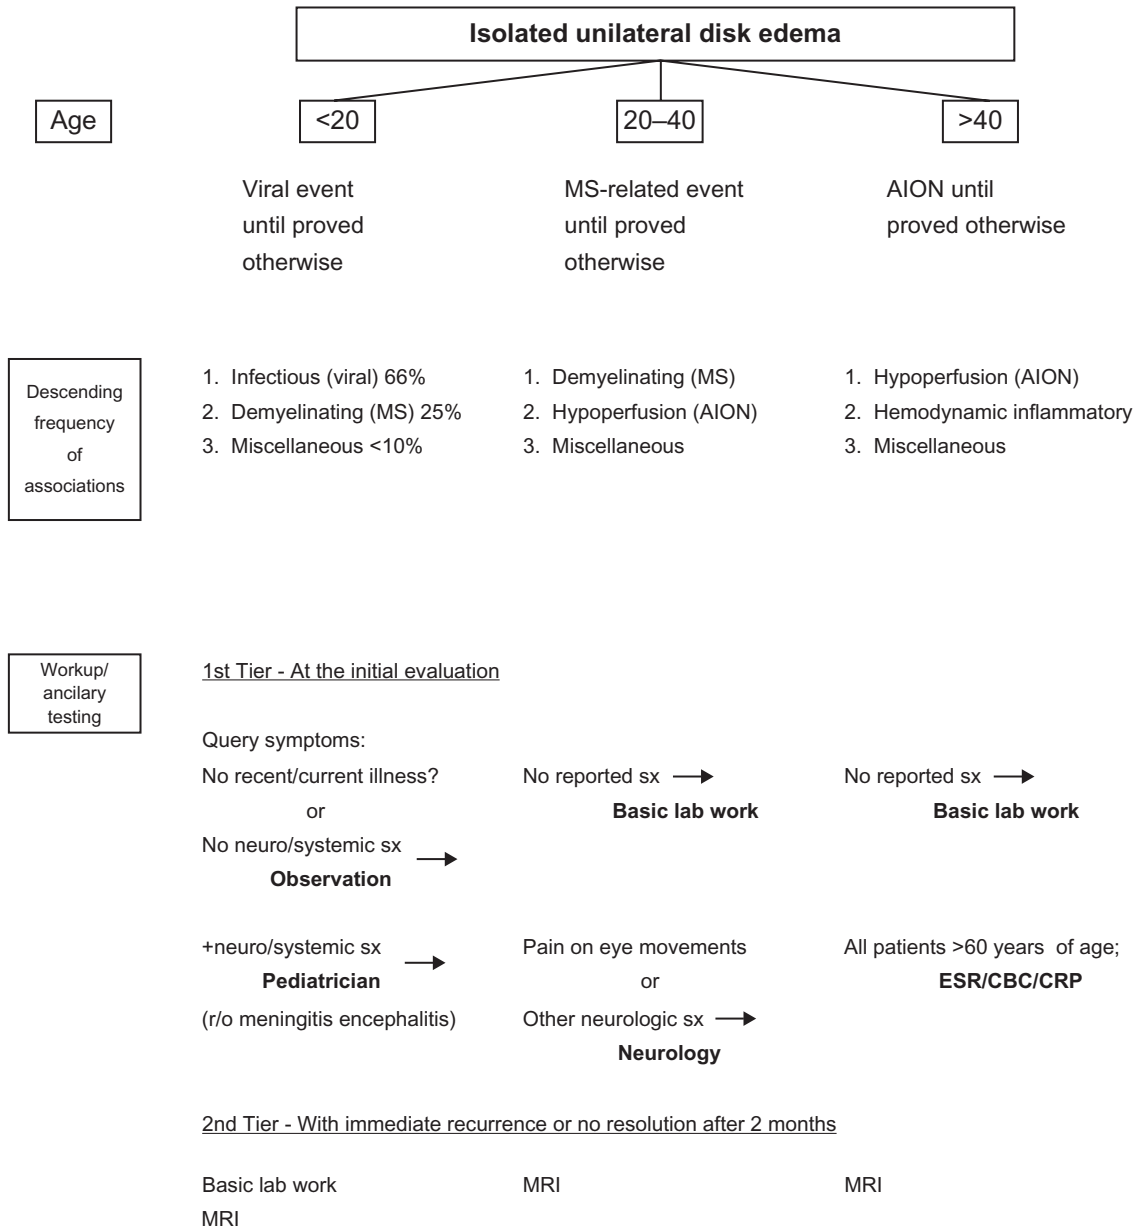 Isolated unilateral disk edema
Age
<20
20–40
>40
Viral event
until proved
otherwise
MS-related event
until proved
otherwise
AION until
proved otherwise
Descending
frequency
of
associations
1. Infectious (viral) 66%
2. Demyelinating (MS) 25%
3. Miscellaneous <10%
1. Demyelinating (MS)
2. Hypoperfusion (AION)
3. Miscellaneous
1. Hypoperfusion (AION)
2. Hemodynamic inflammatory
3. Miscellaneous
Workup/
ancilary
testing
1st Tier - At the initial evaluation
Query symptoms:
No recent/current illness?
or
No neuro/systemic sx →
Observation
No reported sx →
Basic lab work
No reported sx →
Basic lab work
+neuro/systemic sx →
Pediatrician
(r/o meningitis encephalitis)
Pain on eye movements
or
Other neurologic sx →
Neurology
All patients >60 years of age;
ESR/CBC/CRP
2nd Tier - With immediate recurrence or no resolution after 2 months
Basic lab work
MRI
MRI
MRI